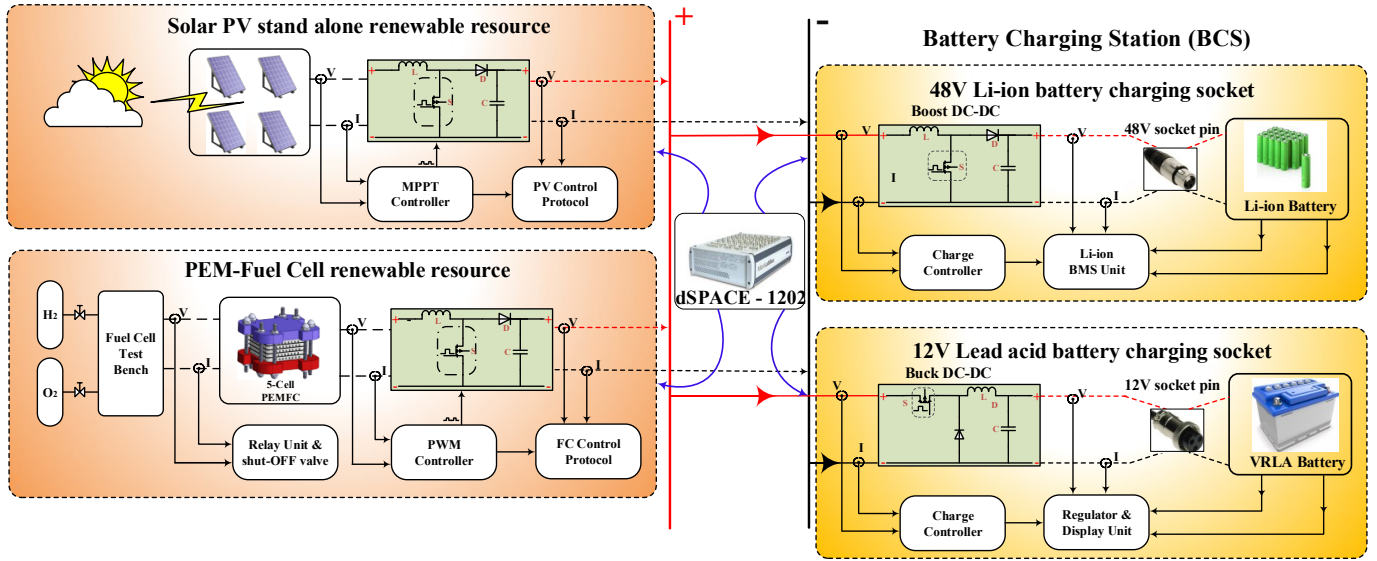 Solar PV stand alone renewable resource
V
I
+
-
L
S
D
C
+
-
V
I
MPPT
Controller
PV Control
Protocol
PEM-Fuel Cell renewable resource
H₂
O₂
Fuel Cell
Test
Bench
V
I
5-Cell
PEMFC
Relay Unit &
shut-OFF valve
V
I
+
-
L
S
D
C
+
-
V
I
PWM
Controller
FC Control
Protocol
+
-
dSPACE - 1202
Battery Charging Station (BCS)
48V Li-ion battery charging socket
Boost DC-DC
V
I
+
-
L
S
D
C
+
-
V
I
48V socket pin
Li-ion Battery
Charge
Controller
Li-ion
BMS Unit
12V Lead acid battery charging socket
Buck DC-DC
V
I
+
-
S
L
D
C
+
-
V
I
12V socket pin
VRLA Battery
Charge
Controller
Regulator &
Display Unit